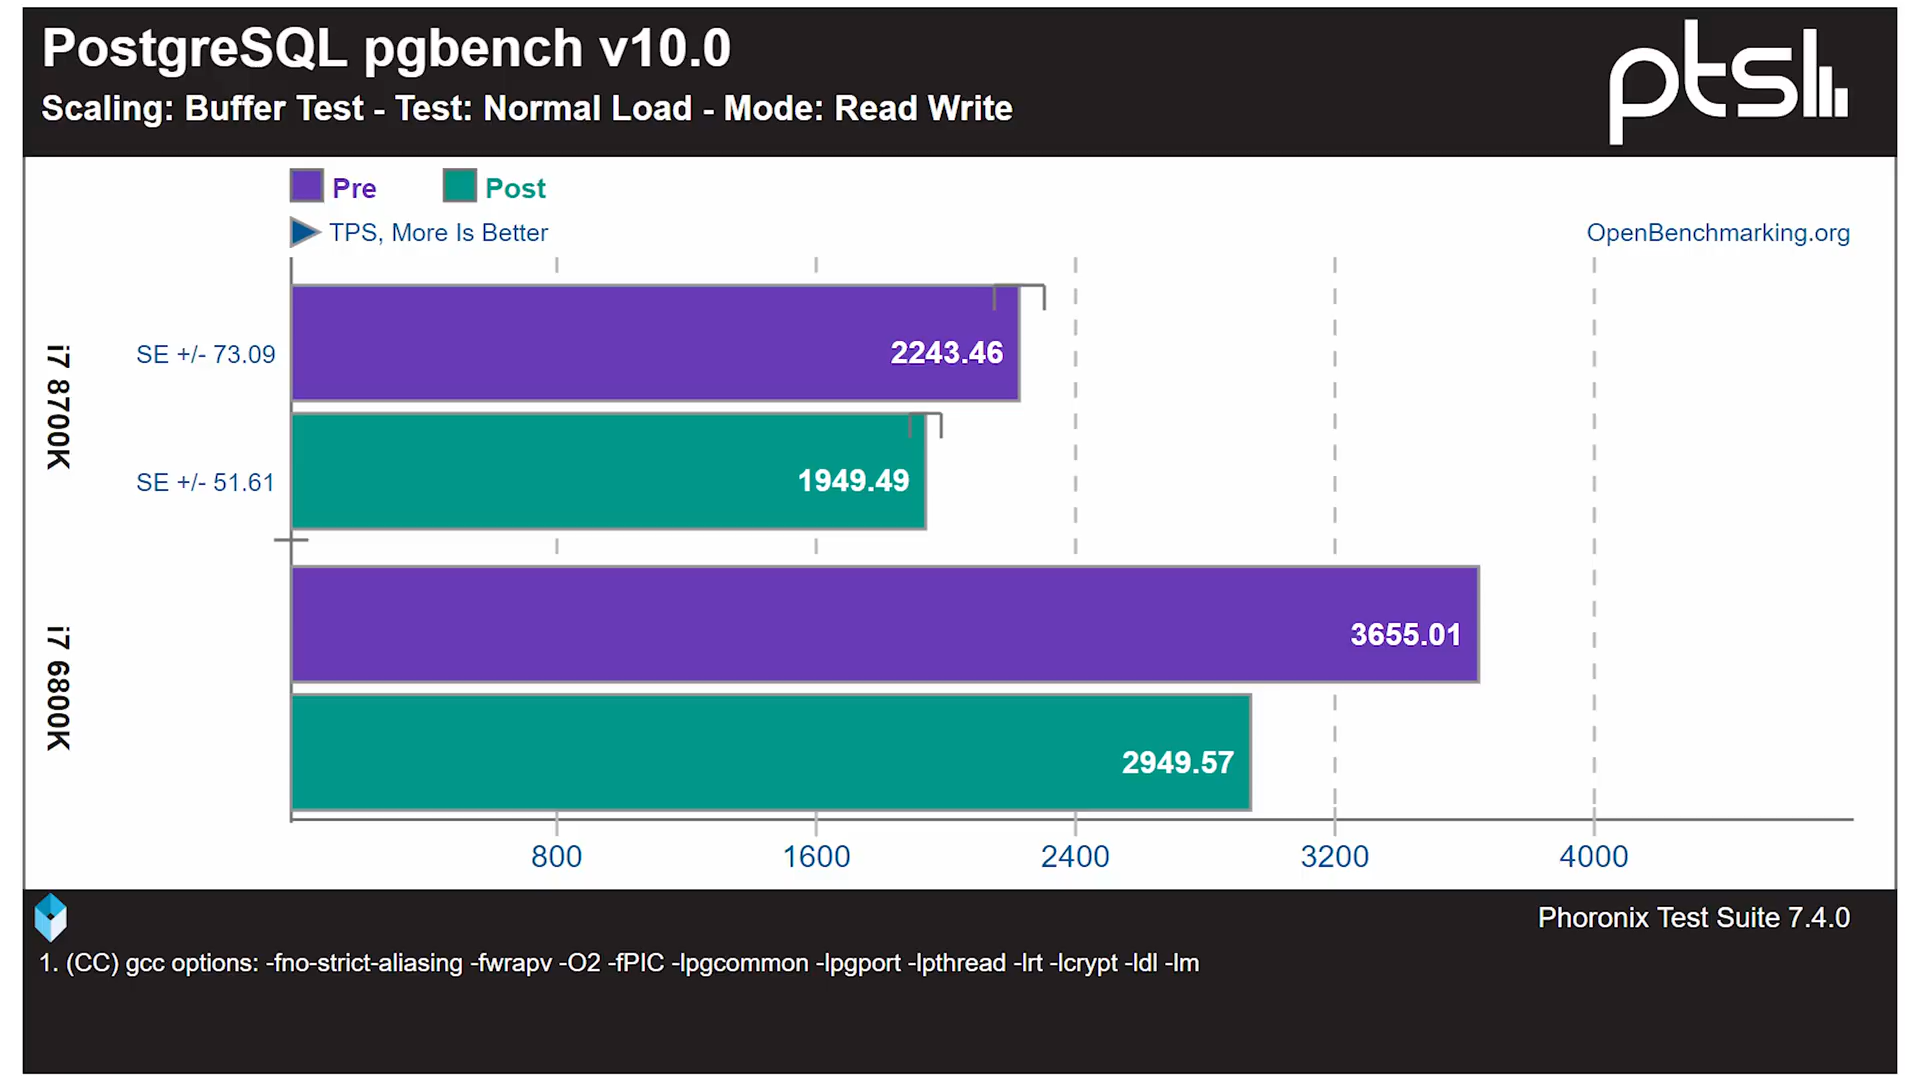 PostgreSQL pgbench v10.0
Scaling: Buffer Test - Test: Normal Load - Mode: Read Write
pts
Pre
Post
TPS, More Is Better
OpenBenchmarking.org
i7 8700K
SE +/- 73.09
2243.46
SE +/- 51.61
1949.49
i7 6800K
3655.01
2949.57
800
1600
2400
3200
4000
Phoronix Test Suite 7.4.0
1. (CC) gcc options: -fno-strict-aliasing -fwrapv -O2 -fPIC -lpgcommon -lpgport -lpthread -lrt -lcrypt -ldl -lm